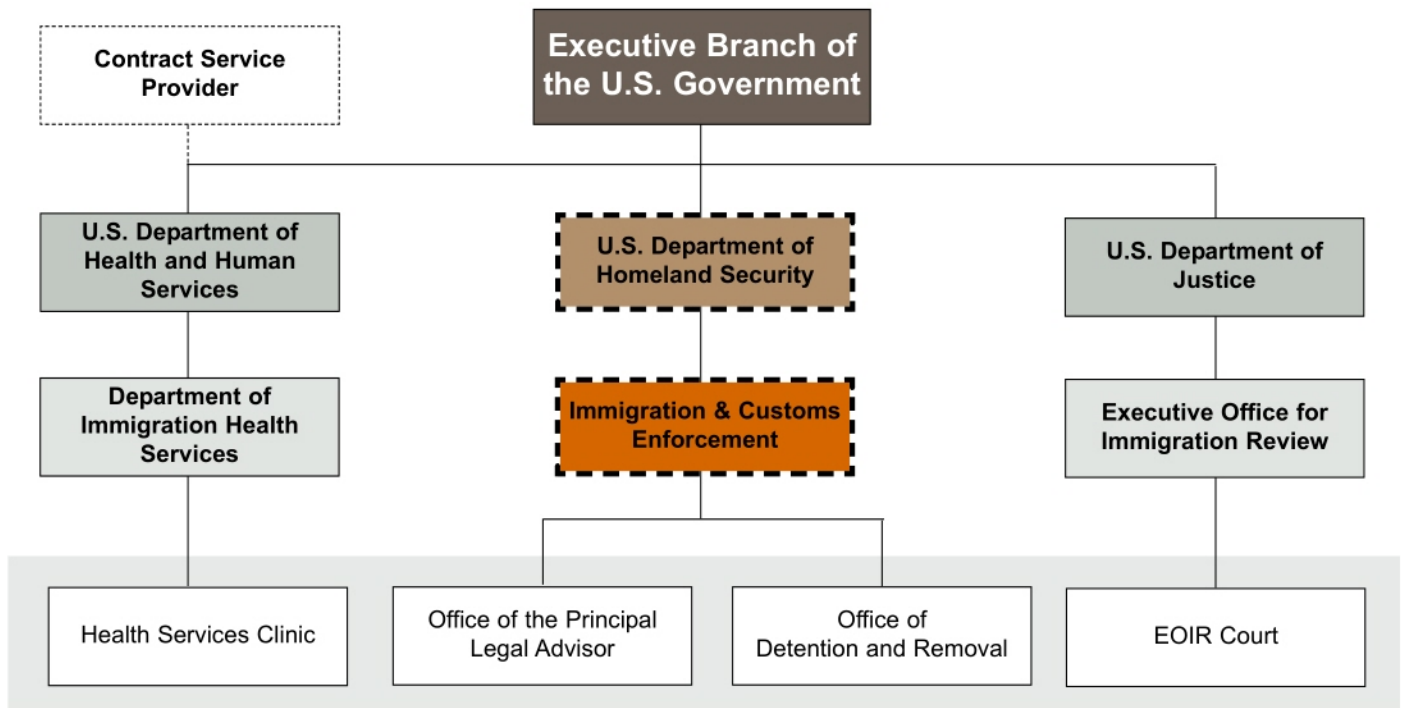 Contract Service
Provider
Executive Branch of
the U.S. Government
U.S. Department of
Health and Human
Services
U.S. Department of
Homeland Security
U.S. Department of
Justice
Department of
Immigration Health
Services
Immigration & Customs
Enforcement
Executive Office for
Immigration Review
Health Services Clinic
Office of the Principal
Legal Advisor
Office of
Detention and Removal
EOIR Court